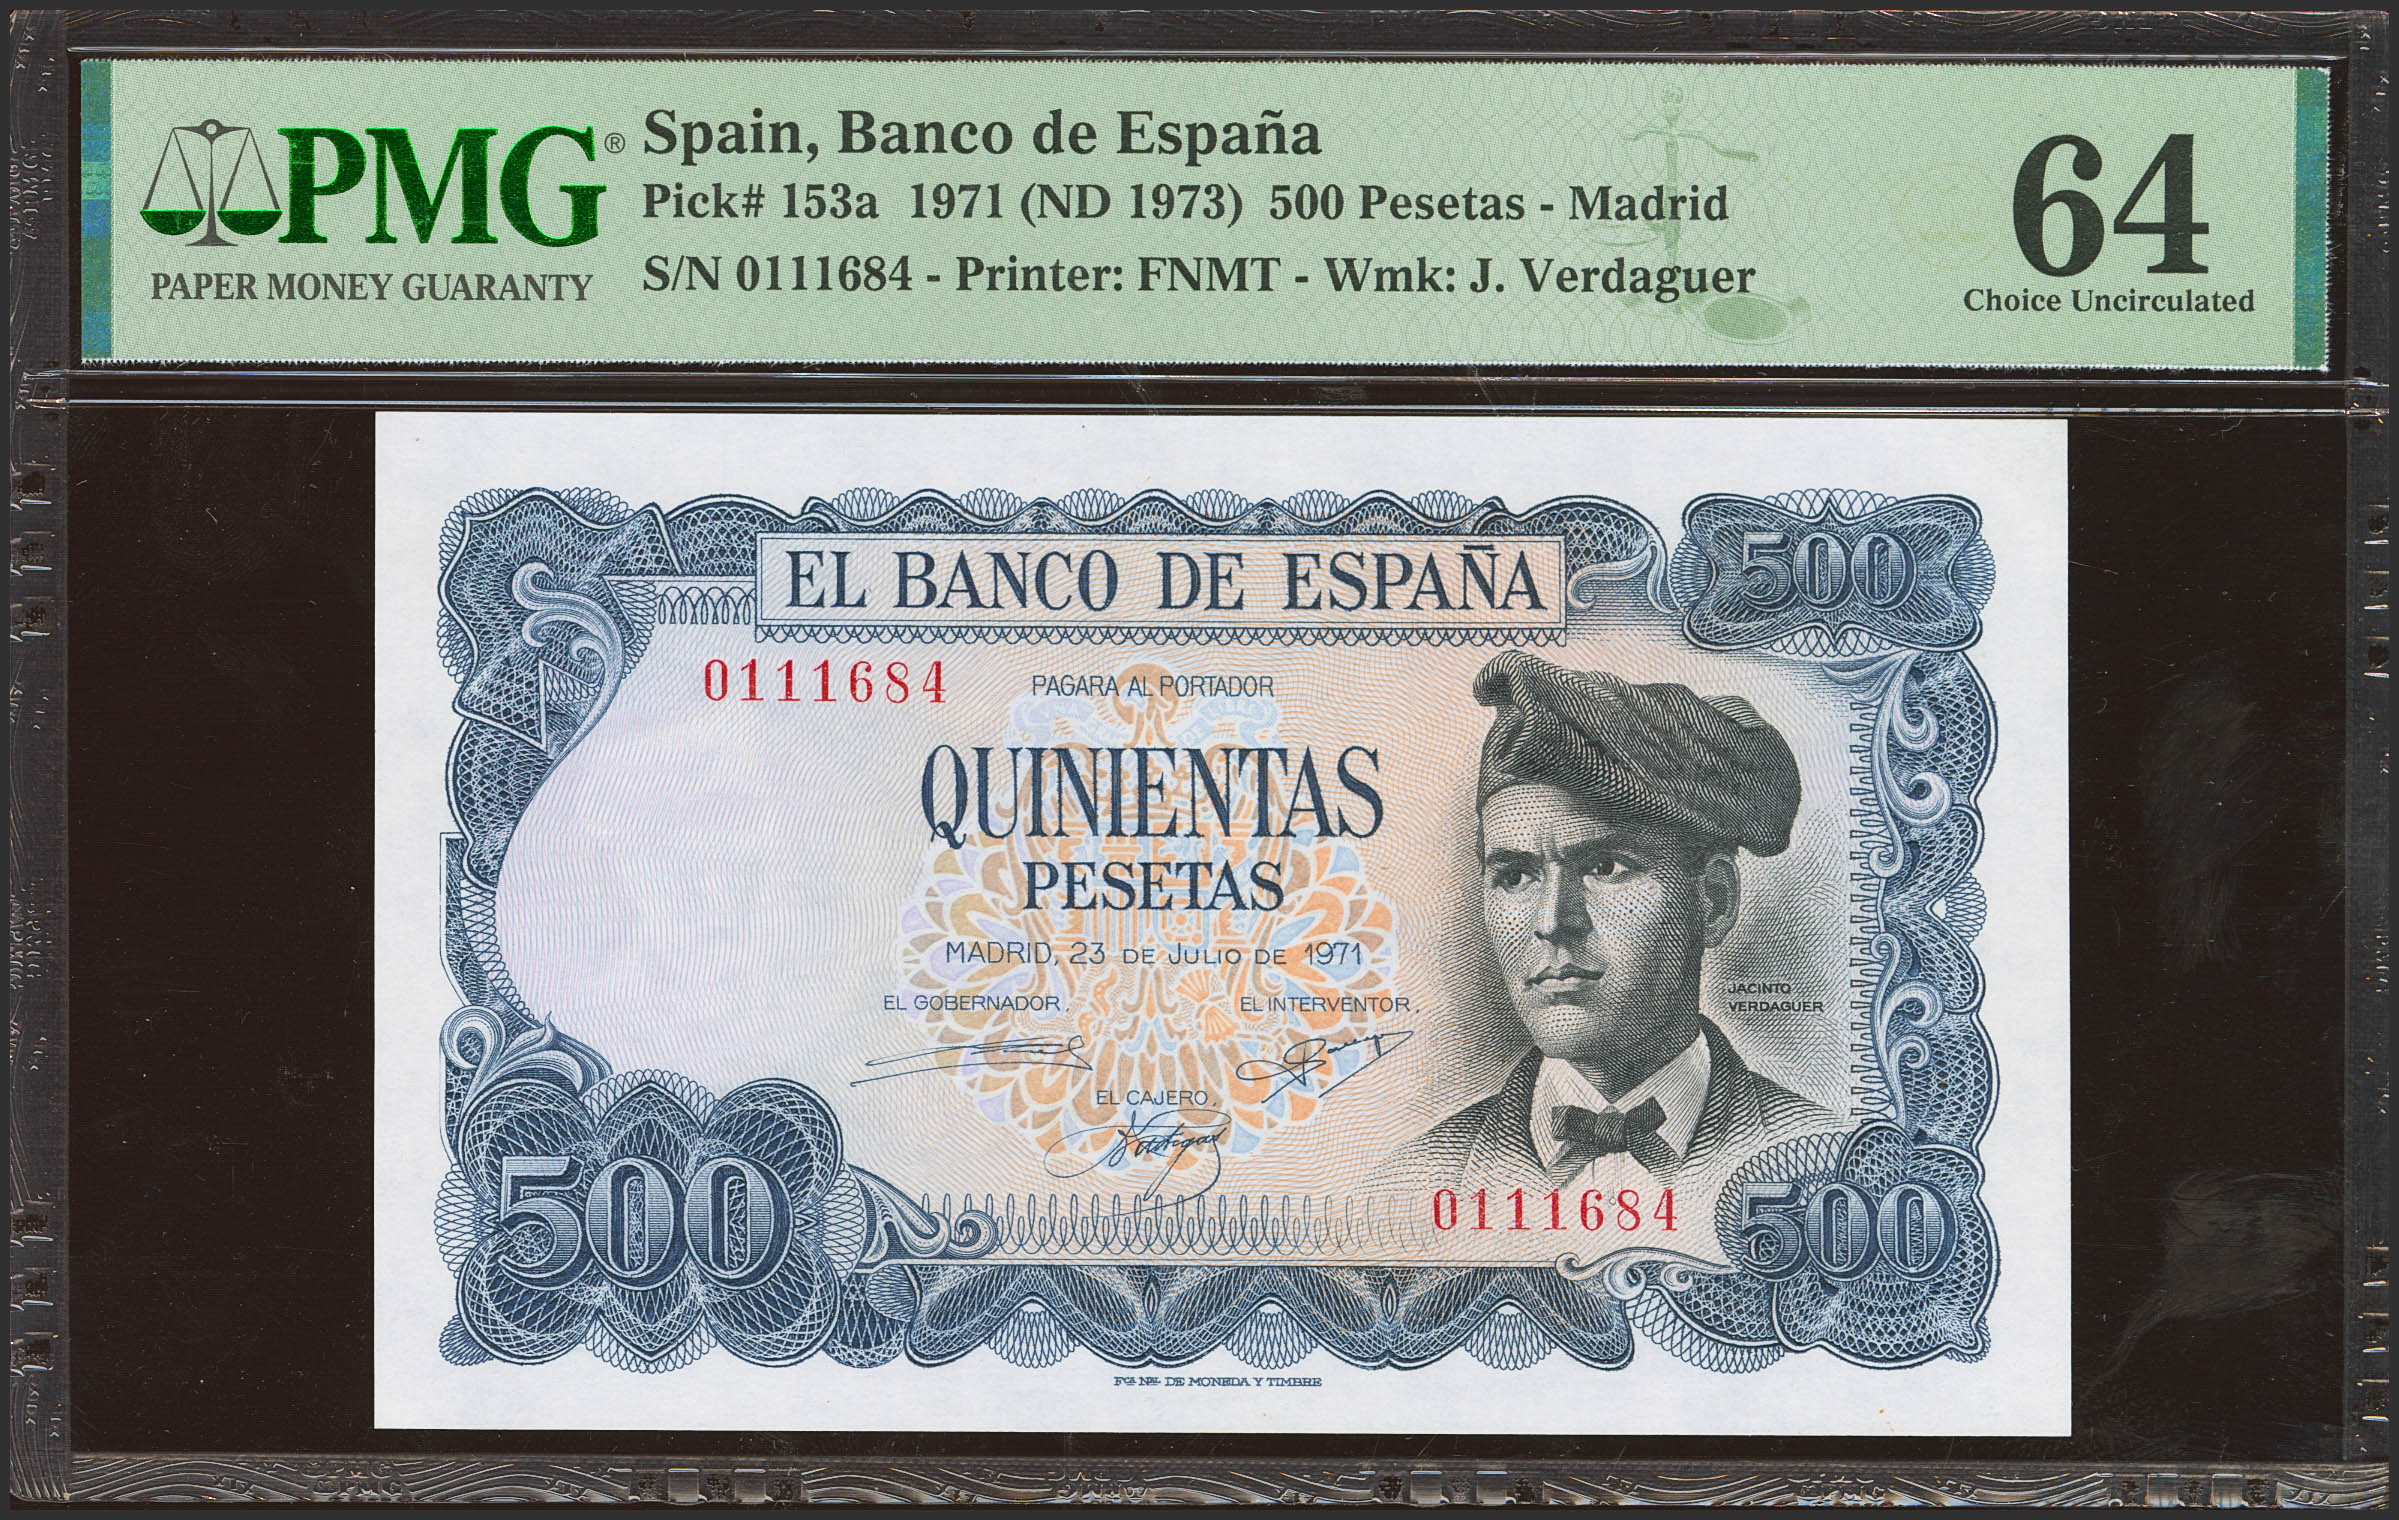 PMG®
PAPER MONEY GUARANTY
Spain, Banco de España
Pick# 153a 1971 (ND 1973) 500 Pesetas - Madrid
S/N 0111684 - Printer: FNMT - Wmk: J. Verdaguer
64
Choice Uncirculated
EL BANCO DE ESPAÑA
500
0111684
PAGARA AL PORTADOR
QUINIENTAS
PESETAS
MADRID, 23 DE JULIO DE 1971
EL GOBERNADOR,
EL INTERVENTOR,
JACINTO
VERDAGUER
EL CAJERO,
500
0111684
500
FCA NAL DE MONEDA Y TIMBRE